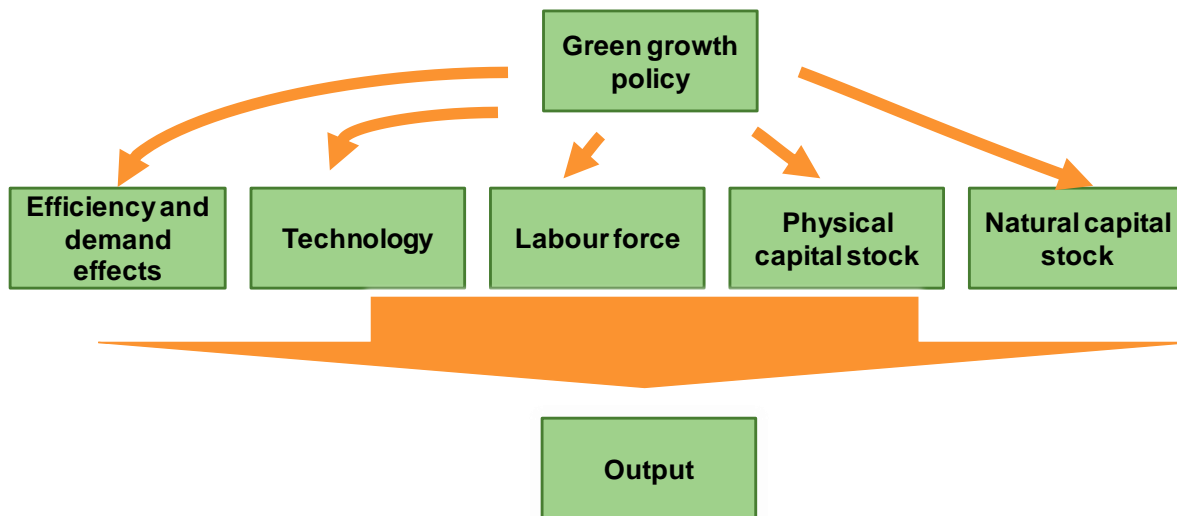 Green growth
policy
Efficiency and
demand
effects
Technology
Labour force
Physical
capital stock
Natural capital
stock
Output